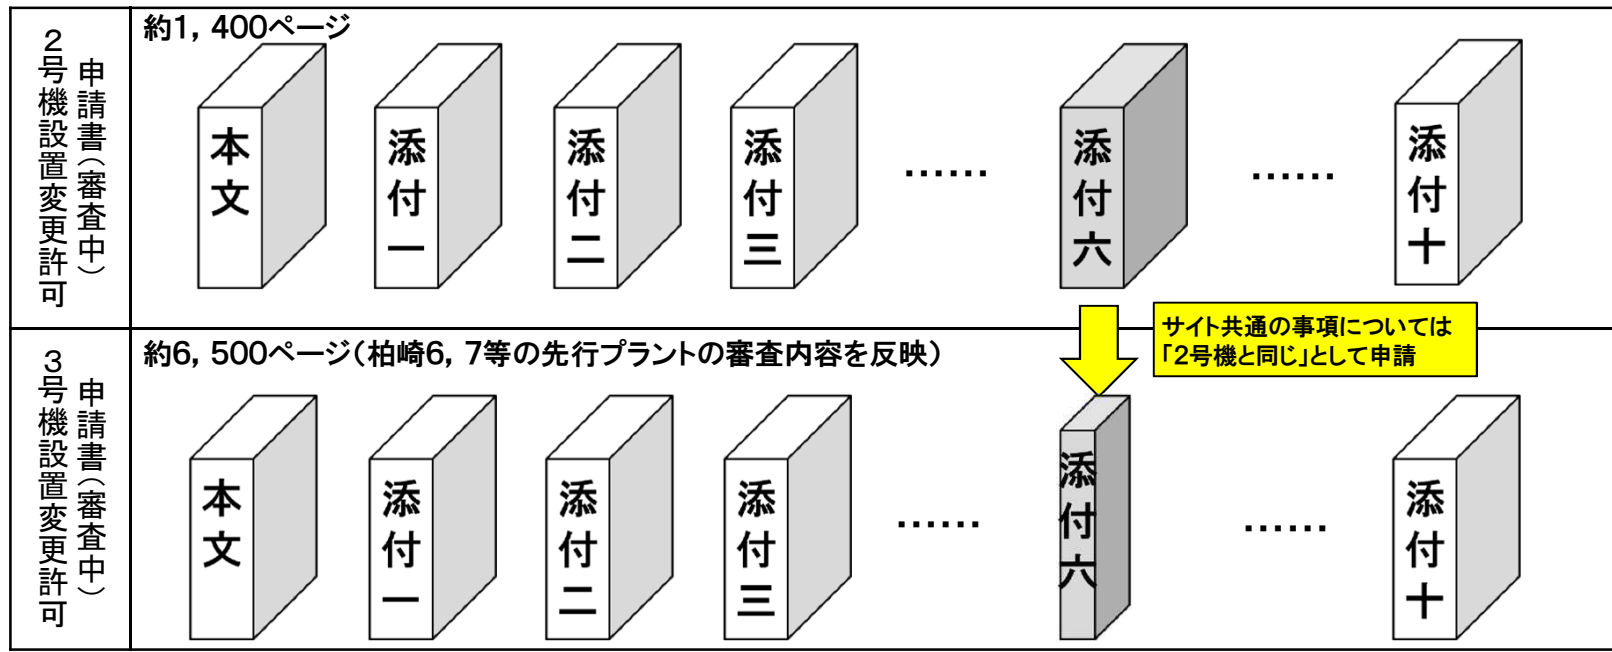 2号機設置変更許可
申請書（審査中）
約1，400ページ
本文
添付一
添付二
添付三
……
添付六
……
添付十
サイト共通の事項については
「2号機と同じ」として申請
3号機設置変更許可
申請書（審査中）
約6，500ページ（柏崎6，7等の先行プラントの審査内容を反映）
本文
添付一
添付二
添付三
……
添付六
……
添付十